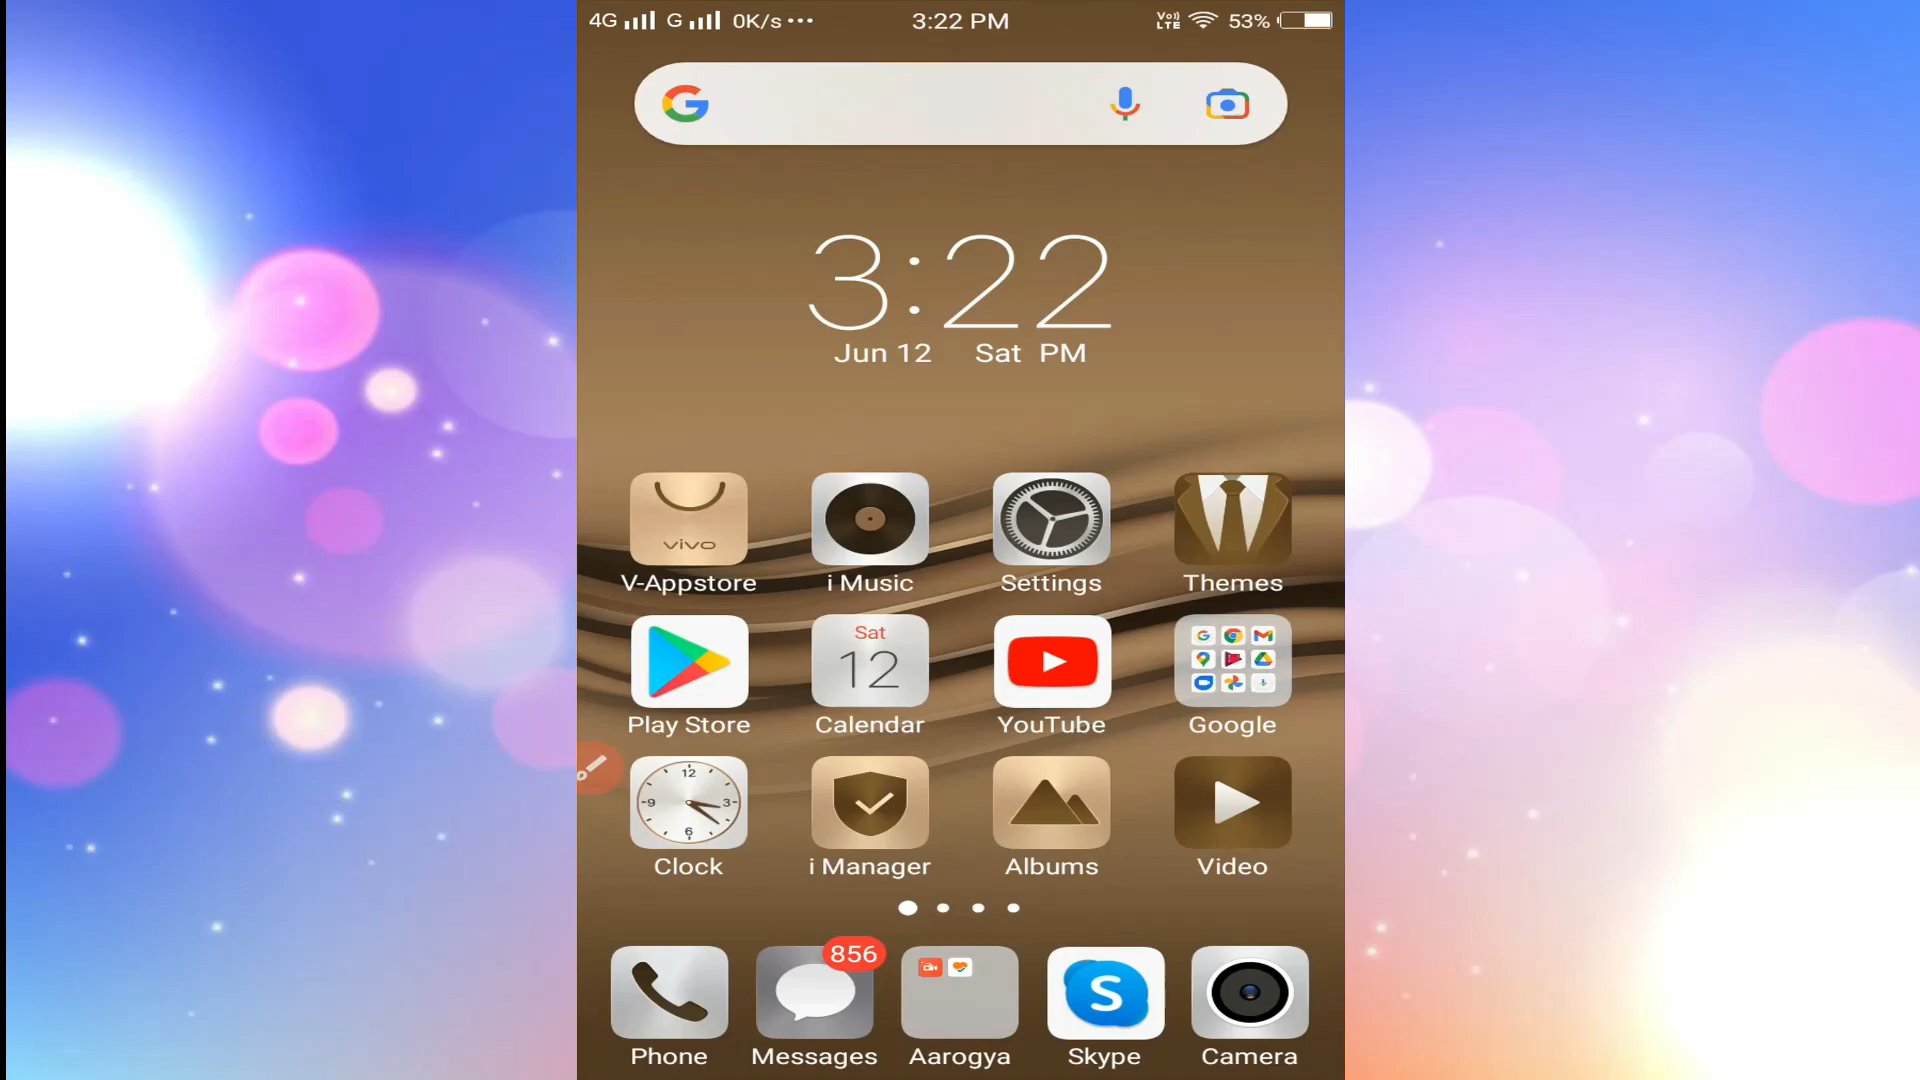 4G G 0K/s ••• 3:22 PM Vo)) LTE 53%
3:22
Jun 12 Sat PM
vivo
V-Appstore i Music Settings Themes
Sat
12
Play Store Calendar YouTube Google
12
9 3
6
Clock i Manager Albums Video
856
S
Phone Messages Aarogya Skype Camera